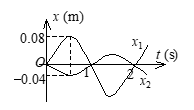 x (m)
0.08
x₁
t (s)
O
1
2
-0.04
x₂